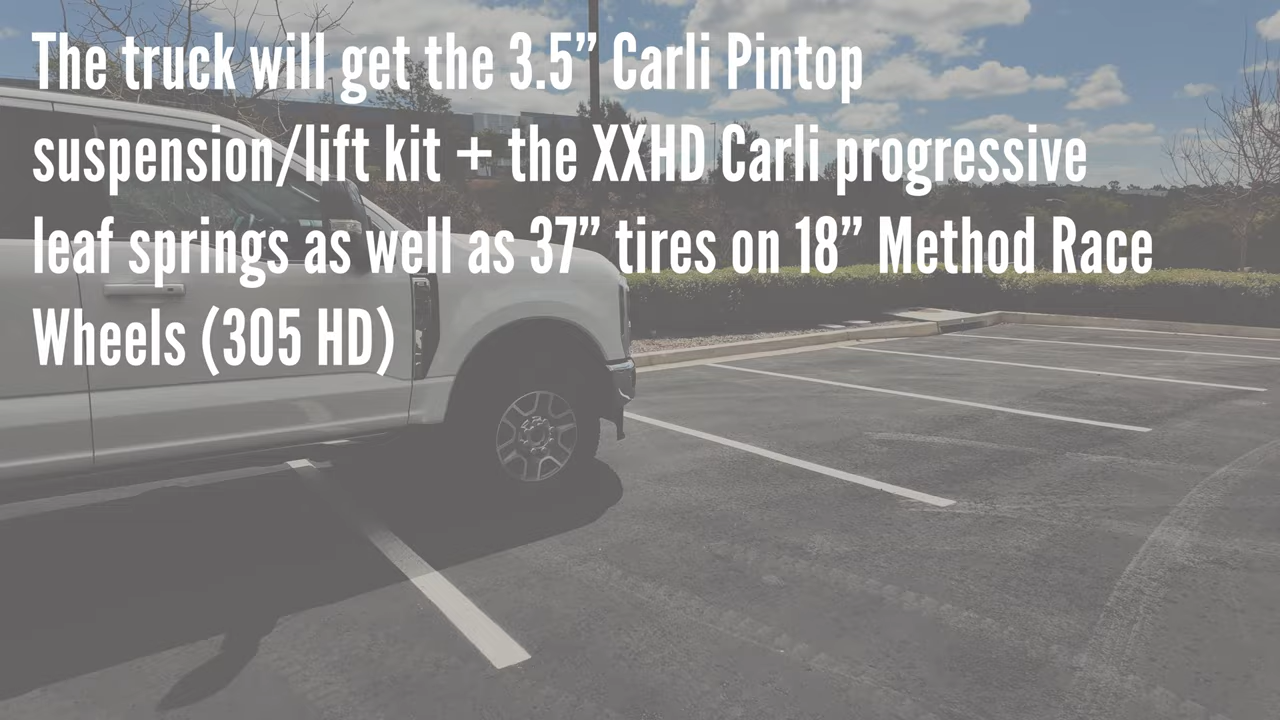 The truck will get the 3.5” Carli Pintop
suspension/lift kit + the XXHD Carli progressive
leaf springs as well as 37” tires on 18” Method Race
Wheels (305 HD)